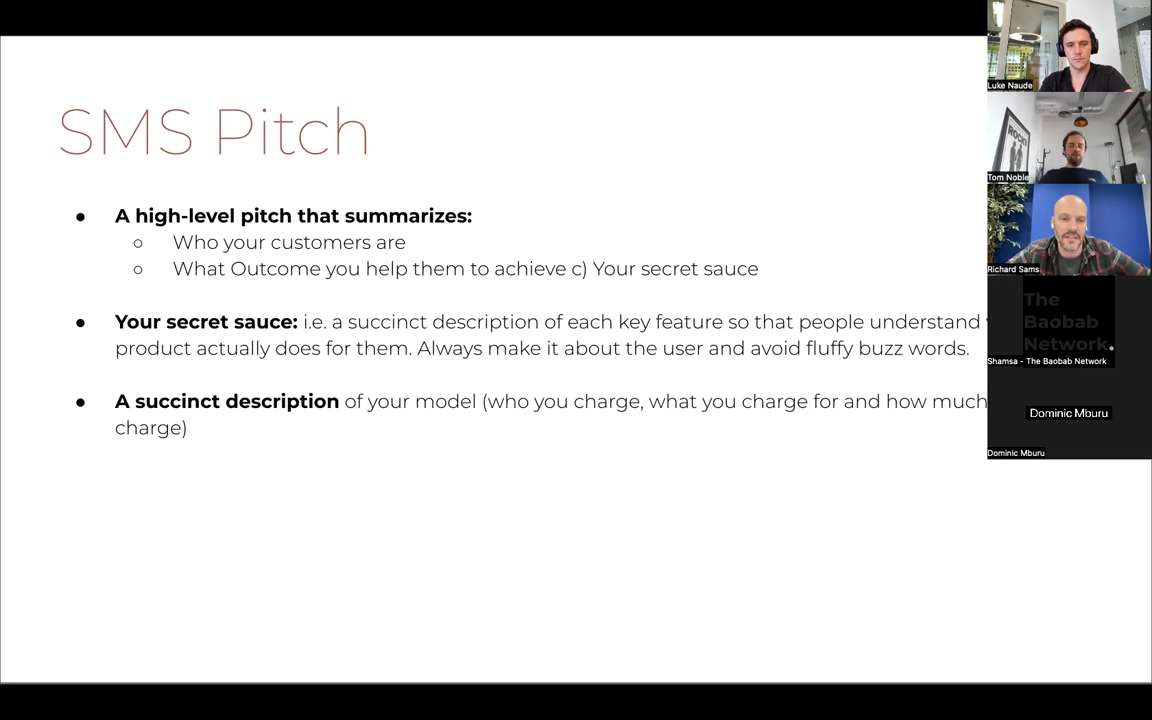 SMS Pitch
● A high-level pitch that summarizes:
○ Who your customers are
○ What Outcome you help them to achieve c) Your secret sauce
● Your secret sauce: i.e. a succinct description of each key feature so that people understand
product actually does for them. Always make it about the user and avoid fluffy buzz words.
● A succinct description of your model (who you charge, what you charge for and how much
charge)
Luke Naude
ROCKY
Tom Noble
Richard Sams
The
Baobab
Network.
Shamsa - The Baobab Network
Dominic Mburu
Dominic Mburu